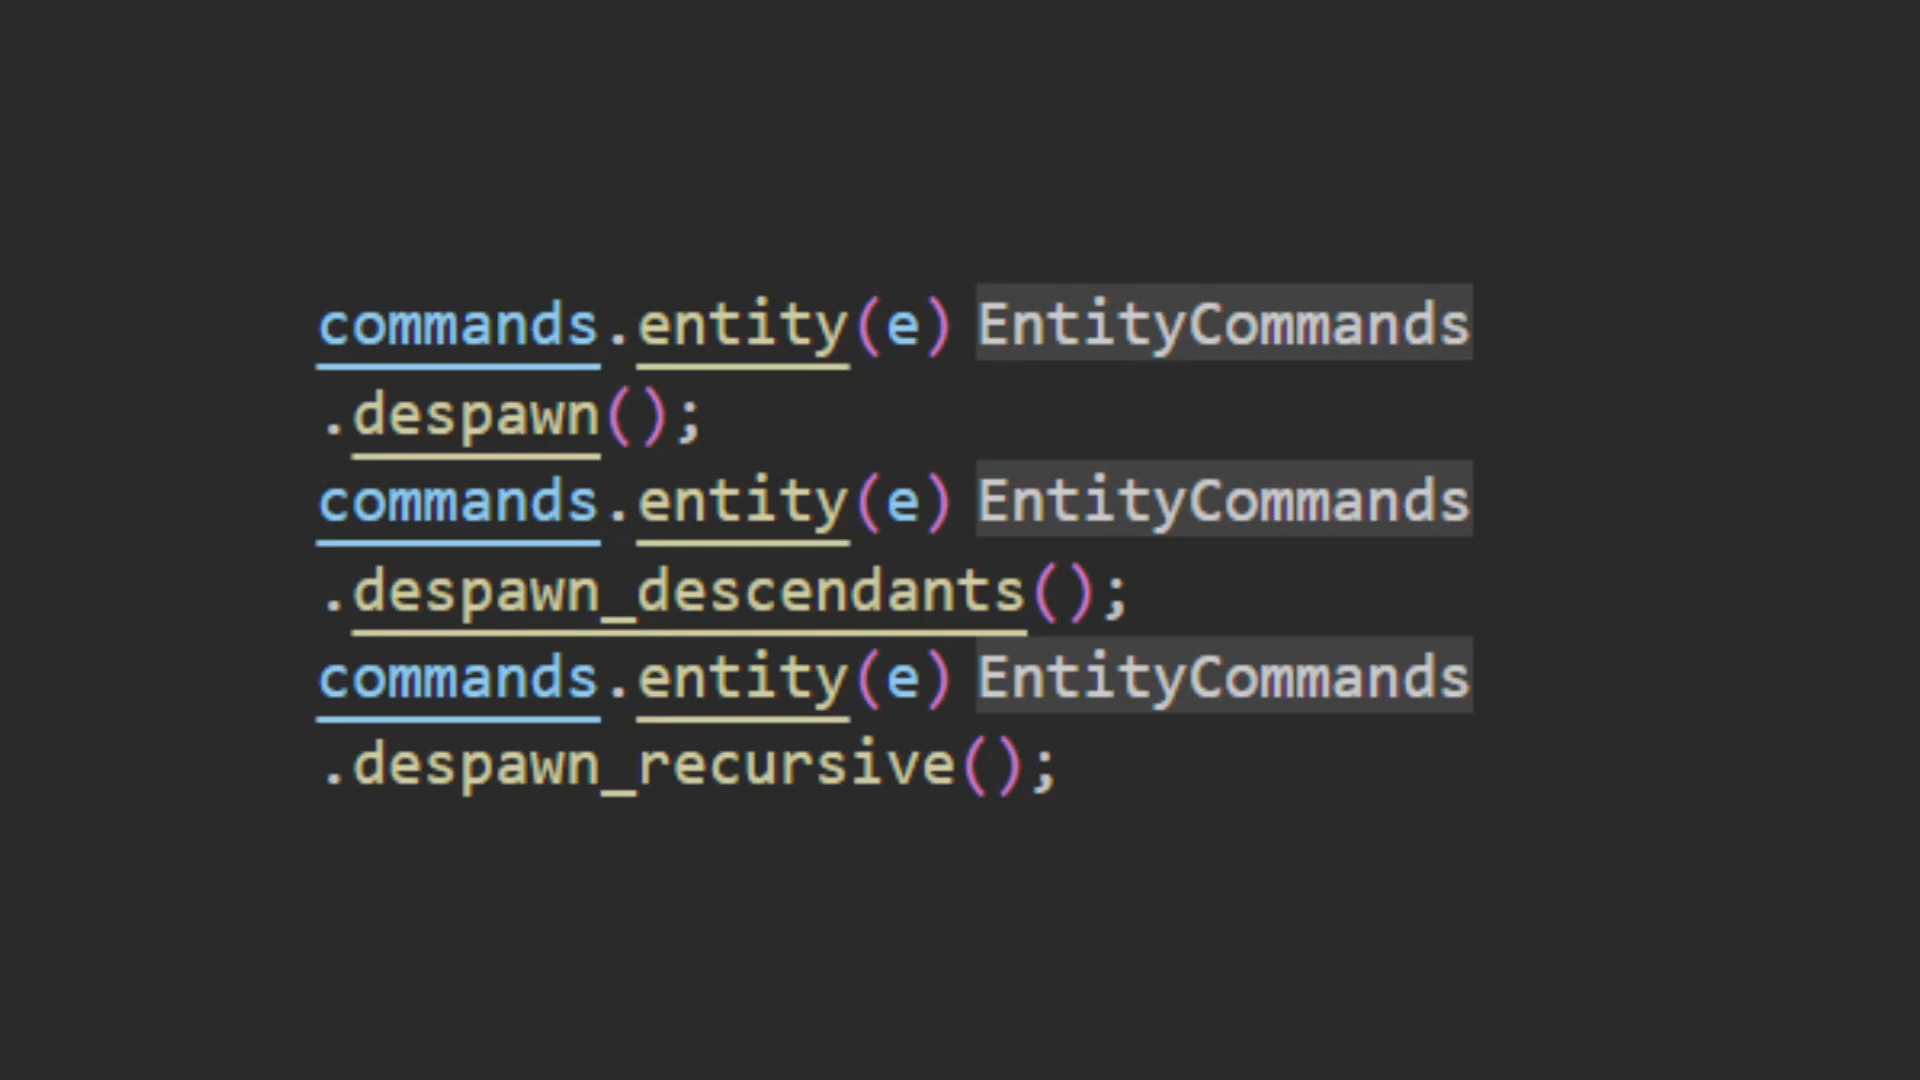 commands.entity(e) EntityCommands
.despawn();
commands.entity(e) EntityCommands
.despawn_descendants();
commands.entity(e) EntityCommands
.despawn_recursive();